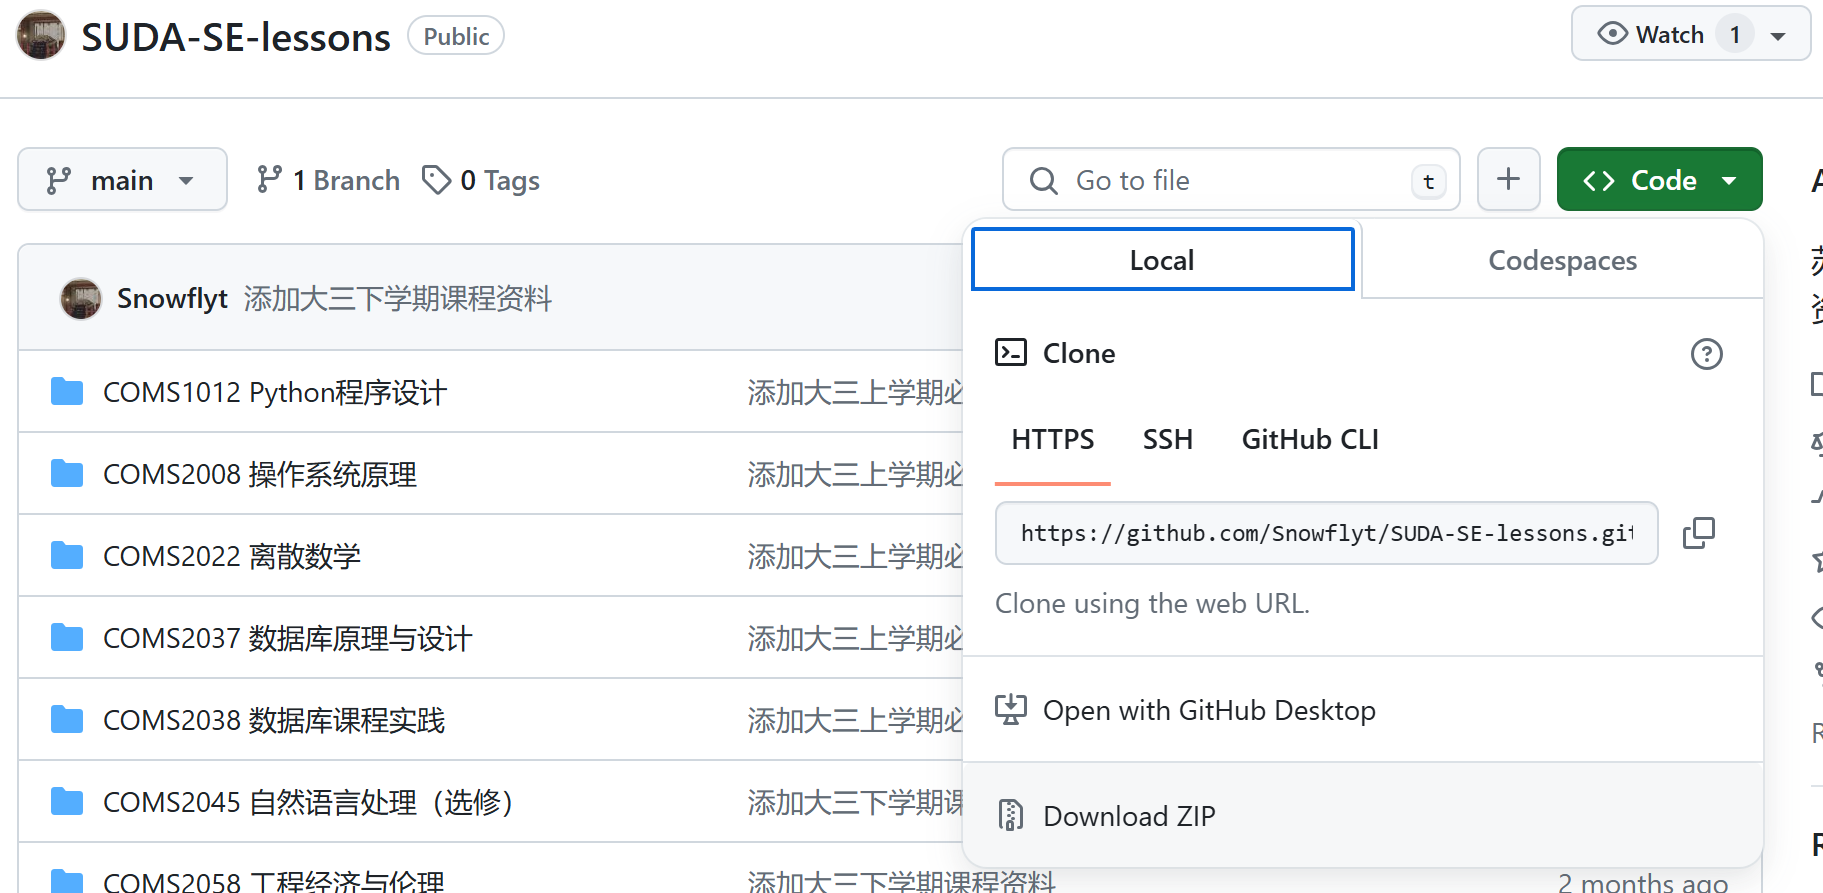 SUDA-SE-lessons Public Watch 1
main 1 Branch 0 Tags Go to file t Code
Local Codespaces
Snowflyt 添加大三下学期课程资料
Clone
COMS1012 Python程序设计 添加大三上学期
HTTPS SSH GitHub CLI
COMS2008 操作系统原理 添加大三上学期
https://github.com/Snowflyt/SUDA-SE-lessons.git
COMS2022 离散数学 添加大三上学期
Clone using the web URL.
COMS2037 数据库原理与设计 添加大三上学期
Open with GitHub Desktop
COMS2038 数据库课程实践 添加大三上学期
COMS2045 自然语言处理（选修） 添加大三下学期
Download ZIP
COMS2058 工程经济与伦理 添加大三下学期课程资料 2 months ago